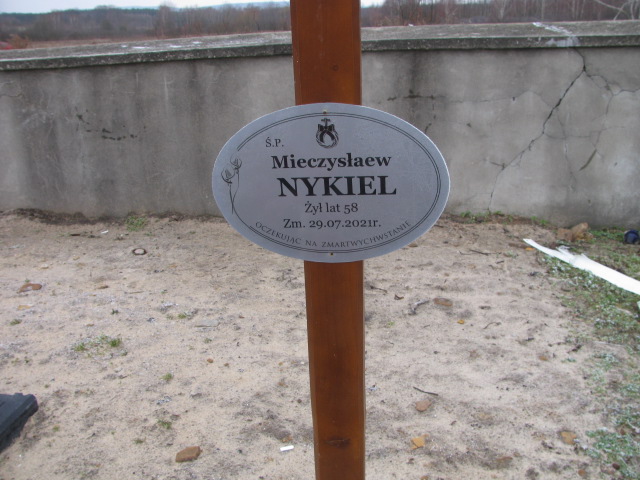 Ś.P.
Mieczysłaew
NYKIEL
Żył lat 58
Zm. 29.07.2021r.
OCZEKUJĄC NA ZMARTWYCHWSTANIE